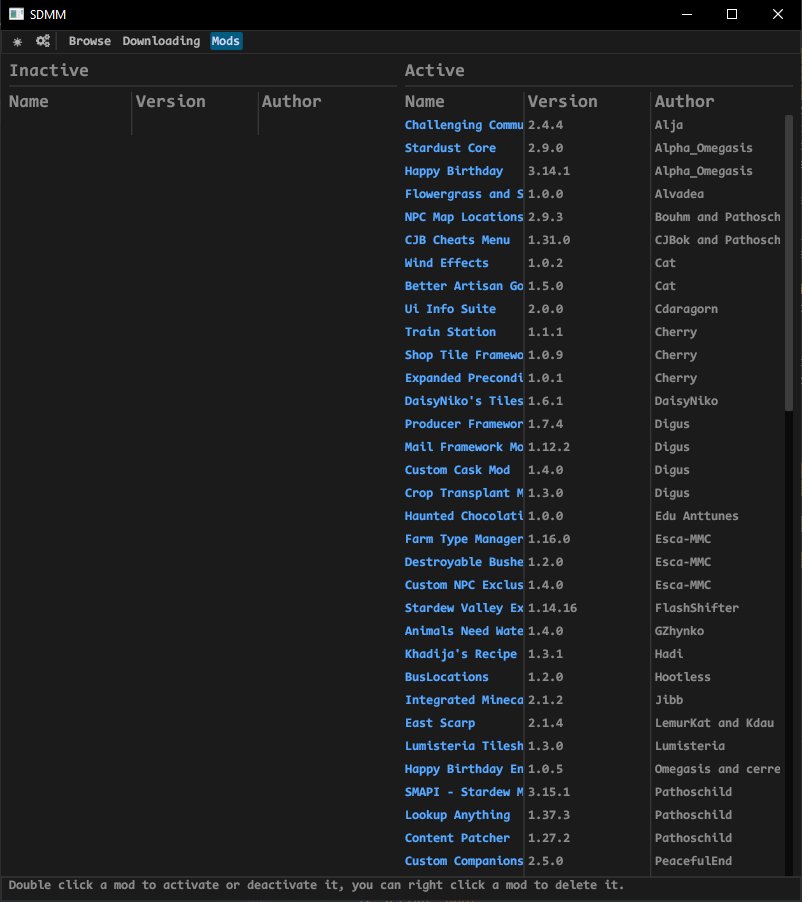 SDMM
Browse Downloading Mods
Inactive
Active
Name Version Author
Name Version Author
Challenging Commu 2.4.4 Alja
Stardust Core 2.9.0 Alpha_Omegasis
Happy Birthday 3.14.1 Alpha_Omegasis
Flowergrass and S 1.0.0 Alvadea
NPC Map Locations 2.9.3 Bouhm and Pathosch
CJB Cheats Menu 1.31.0 CJBok and Pathosch
Wind Effects 1.0.2 Cat
Better Artisan Go 1.5.0 Cat
Ui Info Suite 2.0.0 Cdaragorn
Train Station 1.1.1 Cherry
Shop Tile Framewo 1.0.9 Cherry
Expanded Precondi 1.0.1 Cherry
DaisyNiko's Tiles 1.6.1 DaisyNiko
Producer Framewor 1.7.4 Digus
Mail Framework Mo 1.12.2 Digus
Custom Cask Mod 1.4.0 Digus
Crop Transplant M 1.3.0 Digus
Haunted Chocolati 1.0.0 Edu Anttunes
Farm Type Manager 1.16.0 Esca-MMC
Destroyable Bushe 1.2.0 Esca-MMC
Custom NPC Exclus 1.4.0 Esca-MMC
Stardew Valley Ex 1.14.16 FlashShifter
Animals Need Wate 1.4.0 GZhynko
Khadija's Recipe 1.3.1 Hadi
BusLocations 1.2.0 Hootless
Integrated Mineca 2.1.2 Jibb
East Scarp 2.1.4 LemurKat and Kdau
Lumisteria Tilesh 1.3.0 Lumisteria
Happy Birthday En 1.0.5 Omegasis and cerre
SMAPI - Stardew M 3.15.1 Pathoschild
Lookup Anything 1.37.3 Pathoschild
Content Patcher 1.27.2 Pathoschild
Custom Companions 2.5.0 PeacefulEnd
Double click a mod to activate or deactivate it, you can right click a mod to delete it.